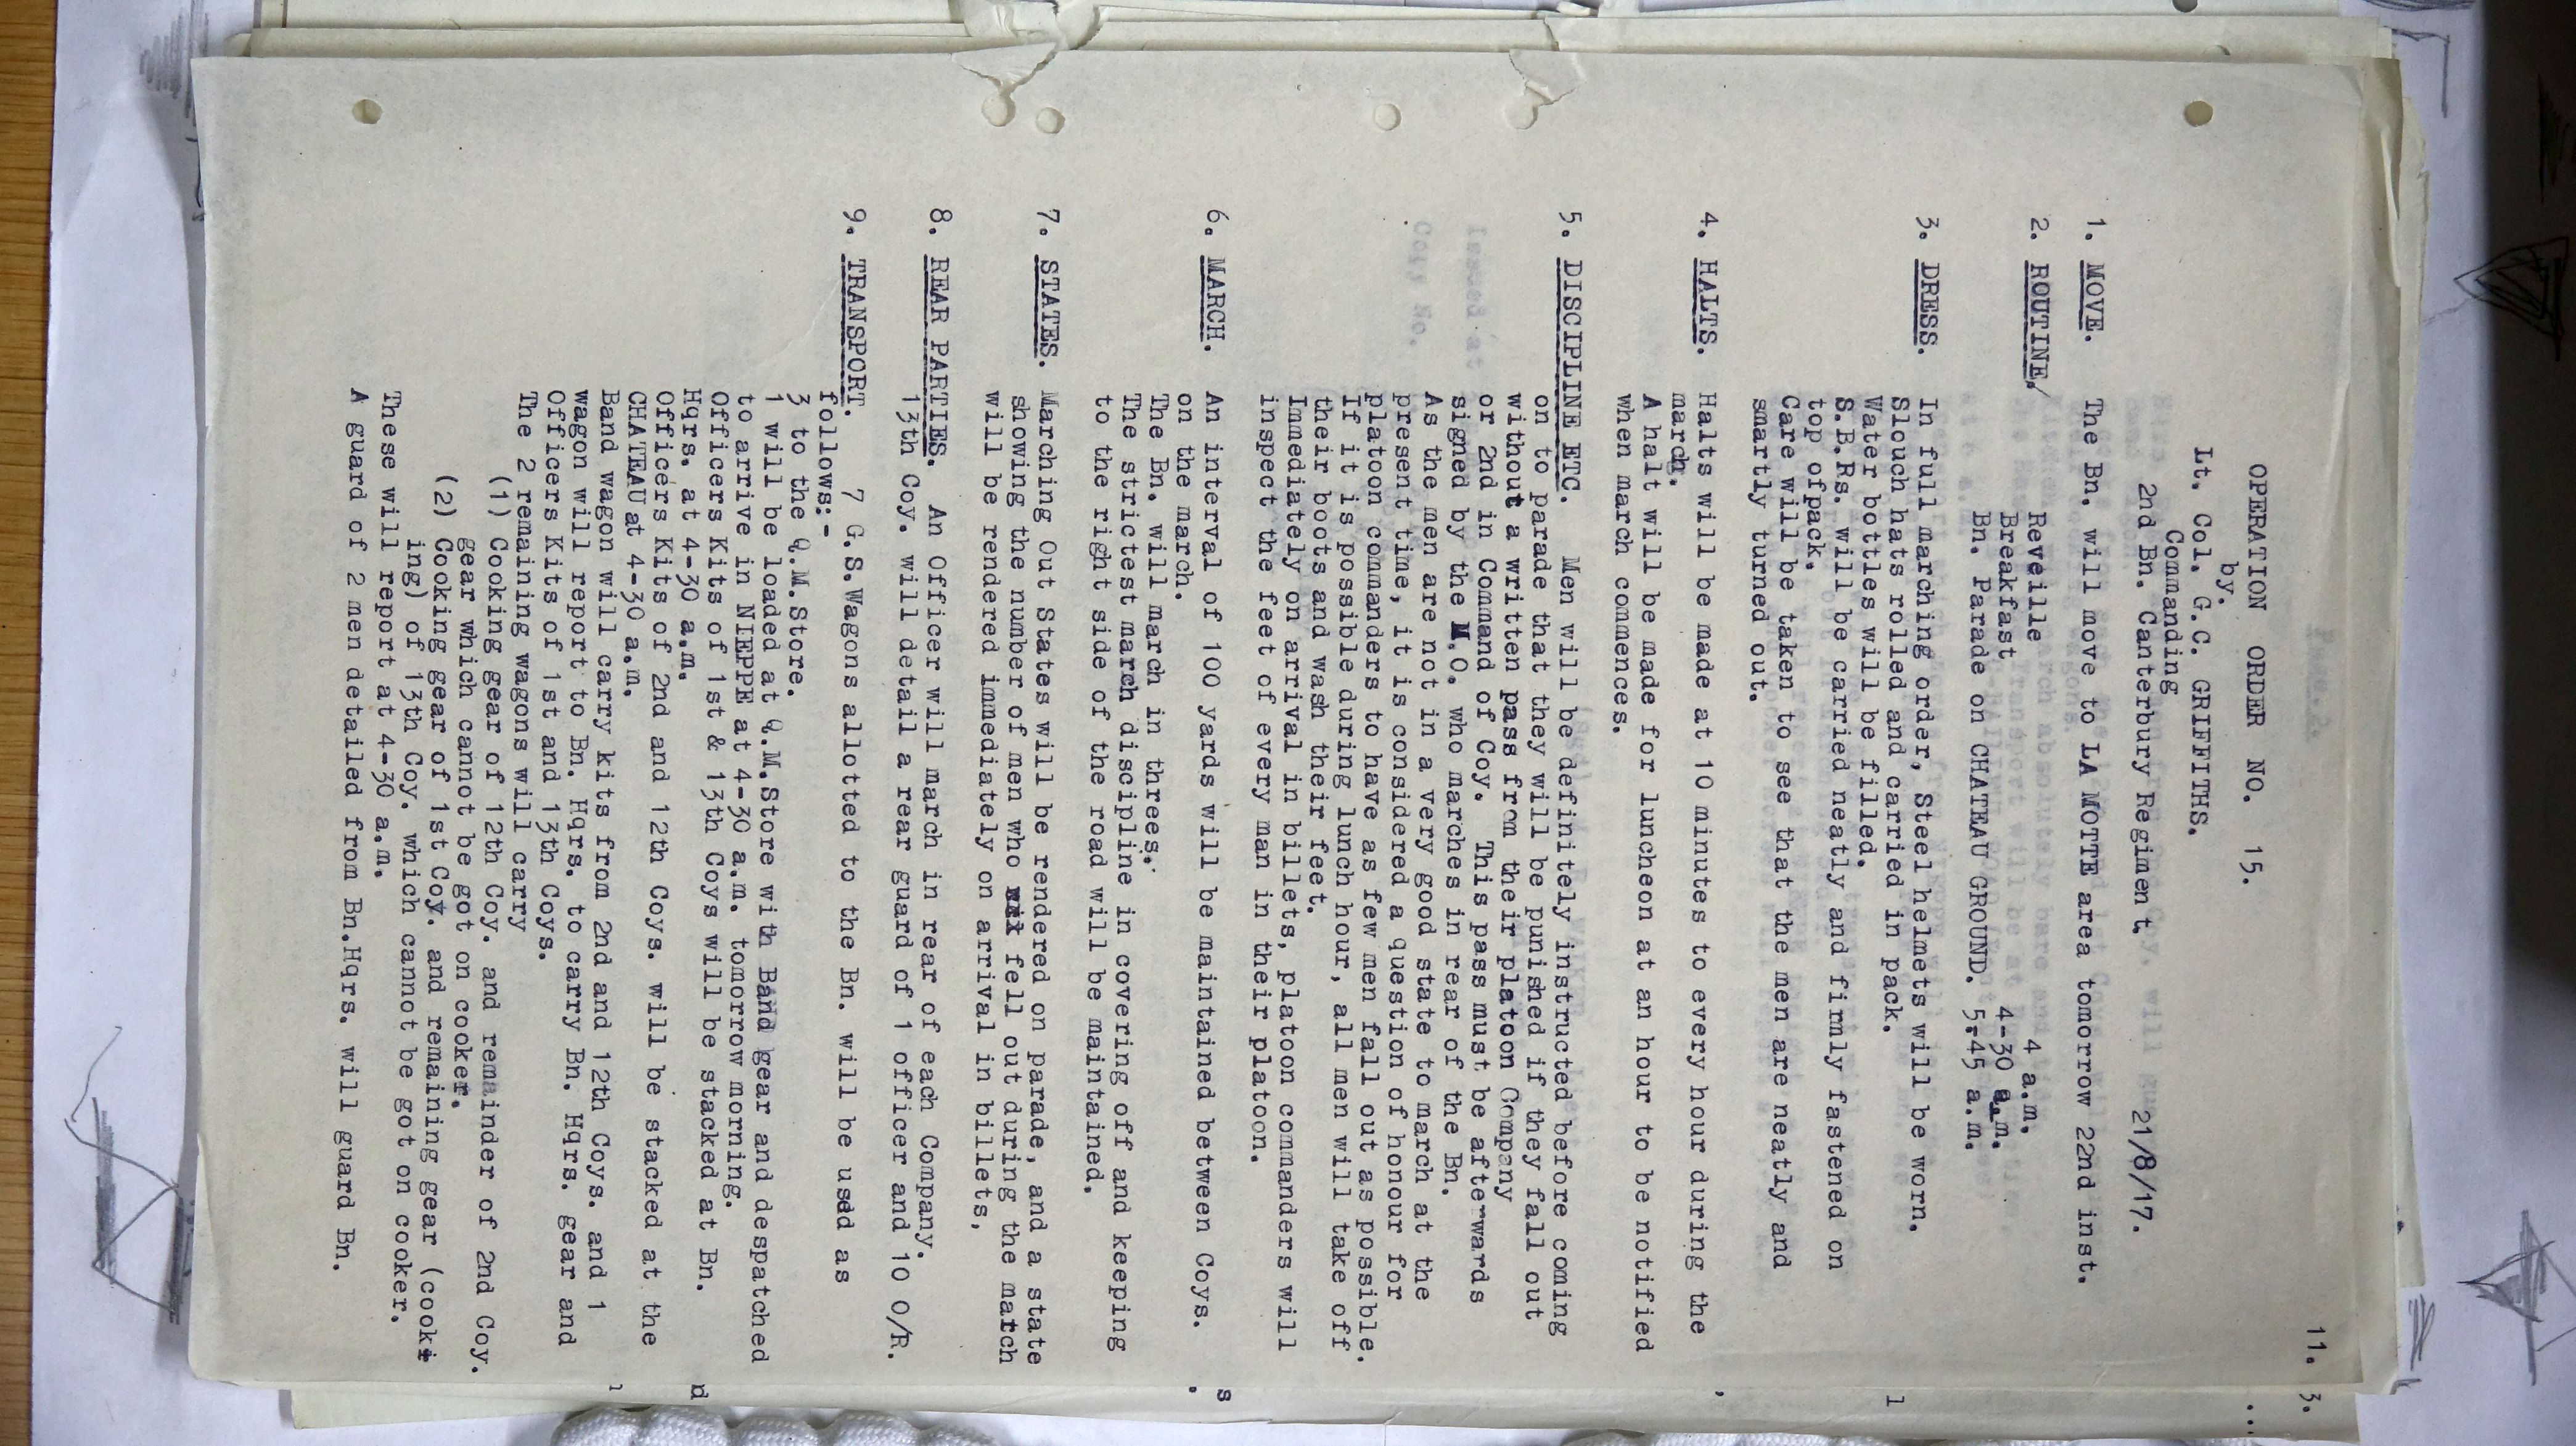 11.
3.
OPERATION ORDER NO. 15.
by.
Lt. Col. G.C. GRIFFITHS.
Commanding
2nd Bn. Canterbury Regiment. 21/8/17.
1. MOVE. The Bn. will move to LA MOTTE area tomorrow 22nd inst.
2. ROUTINE/ Reveille 4 a.m.
Breakfast 4-30 a.m.
Bn. Parade on CHATEAU GROUND. 5-45 a.m.
3. DRESS. In full marching order, Steel helmets will be worn.
Slouch hats rolled and carried in pack.
Water bottles will be filled.
S.B.Rs. will be carried neatly and firmly fastened on
top ofpack.
Care will be taken to see that the men are neatly and
smartly turned out.
4. HALTS. Halts will be made at 10 minutes to every hour during the
march.
A halt will be made for luncheon at an hour to be notified
when march commences.
5. DISCIPLINE ETC. Men will be definitely instructed before coming
on to parade that they will be punished if they fall out
without a written pass from their platoon Company
or 2nd in Command of Coy. This pass must be afterwards
signed by the M.O. who marches in rear of the Bn.
As the men are not in a very good state to march at the
present time, it is considered a question of honour for
platoon commanders to have as few men fall out as possible.
If it is possible during lunch hour, all men will take off
their boots and wash their feet.
Immediately on arrival in billets, platoon commanders will
inspect the feet of every man in their platoon.
6. MARCH. An interval of 100 yards will be maintained between Coys.
on the march.
The Bn. will march in threes.
The strictest march discipline in covering off and keeping
to the right side of the road will be maintained.
7. STATES. Marching Out States will be rendered on parade, and a state
showing the number of men who fell out during the march
will be rendered immediately on arrival in billets,
8. REAR PARTIES. An Officer will march in rear of each Company.
13th Coy. will detail a rear guard of 1 officer and 10 O/R.
9. TRANSPORT. 7 G.S.Wagons allotted to the Bn. will be used as
follows:-
3 to the Q.M.Store.
1 will be loaded at Q.M.Store with Band gear and despatched
to arrive in NIEPPE at 4-30 a.m. tomorrow morning.
Officers Kits of 1st & 13th Coys will be stacked at Bn.
Hqrs. at 4-30 a.m.
Officers Kits of 2nd and 12th Coys. will be stacked at the
CHATEAU at 4-30 a.m.
Band wagon will carry kits from 2nd and 12th Coys. and 1
wagon will report to Bn. Hqrs. to carry Bn. Hqrs. gear and
Officers Kits of 1st and 13th Coys.
The 2 remaining wagons will carry
(1) Cooking gear of 12th Coy. and remainder of 2nd Coy.
gear which cannot be got on cooker.
(2) Cooking gear of 1st Coy. and remaining gear (cook
ing) of 13th Coy. which cannot be got on cooker.
These will report at 4-30 a.m.
A guard of 2 men detailed from Bn.Hqrs. will guard Bn.